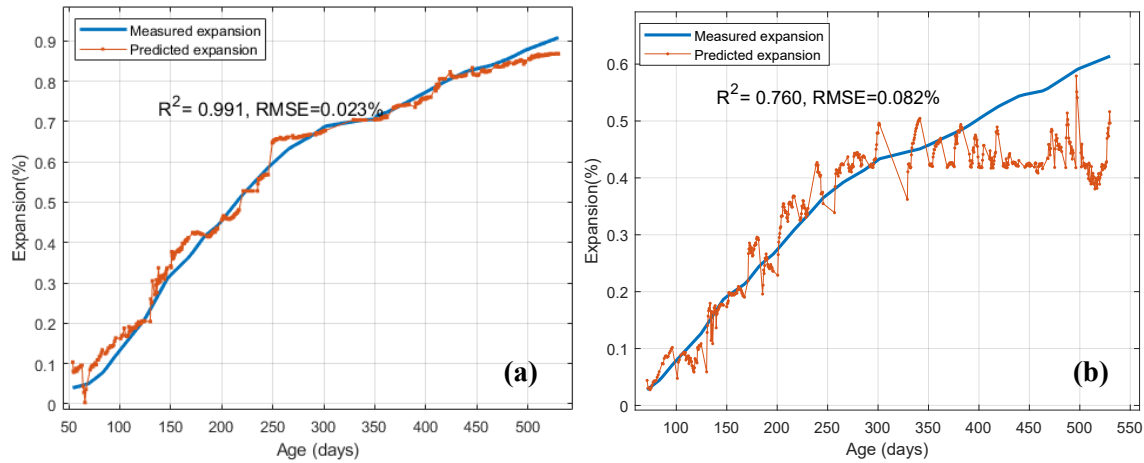 Measured expansion
Predicted expansion
R2= 0.991, RMSE=0.023%
Expansion(%)
0.9
0.8
0.7
0.6
0.5
0.4
0.3
0.2
0.1
0
50 100 150 200 250 300 350 400 450 500 550
Age (days)
(a)
Measured expansion
Predicted expansion
R2= 0.760, RMSE=0.082%
Expansion(%)
0.6
0.5
0.4
0.3
0.2
0.1
0
100 150 200 250 300 350 400 450 500 550
Age (days)
(b)